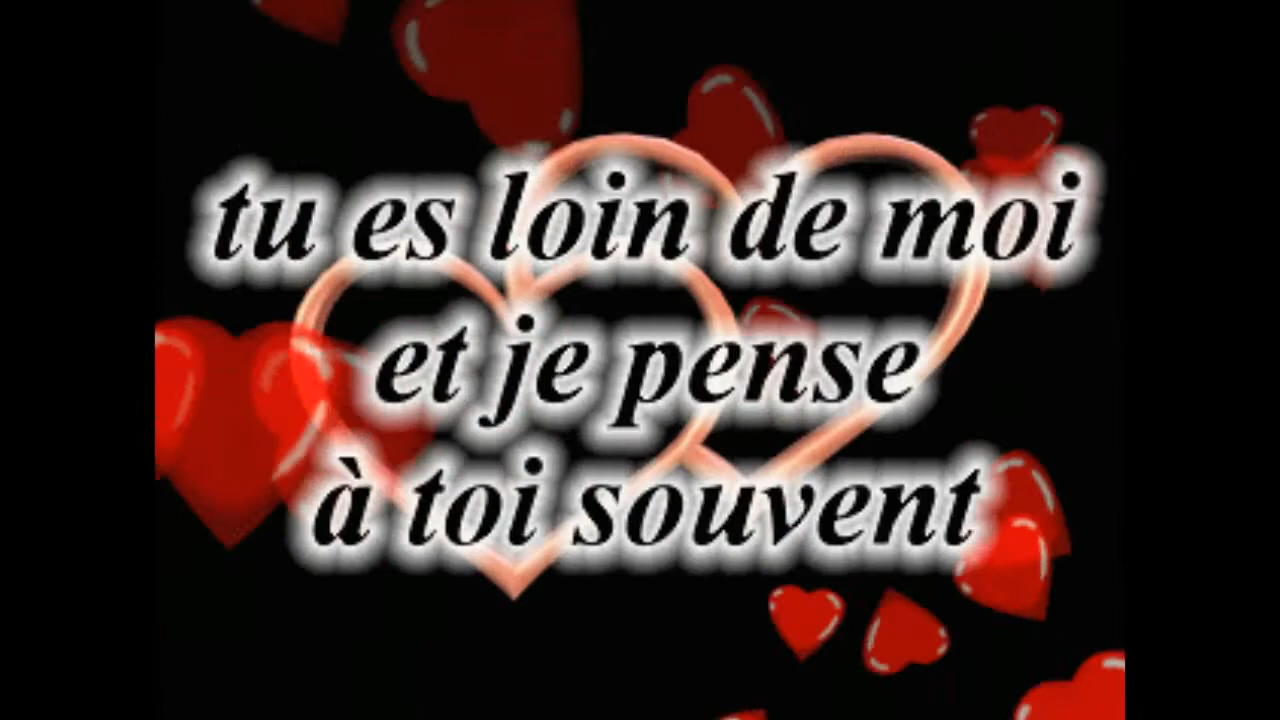 tu es loin de moi
et je pense
à toi souvent